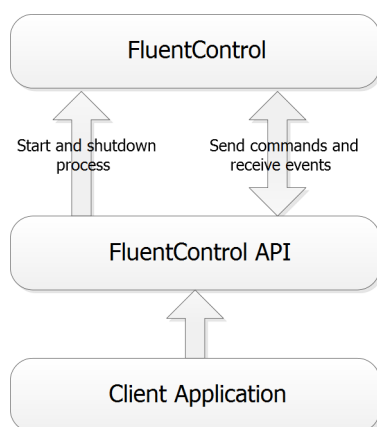 FluentControl
Start and shutdown
process
Send commands and
receive events
FluentControl API
Client Application